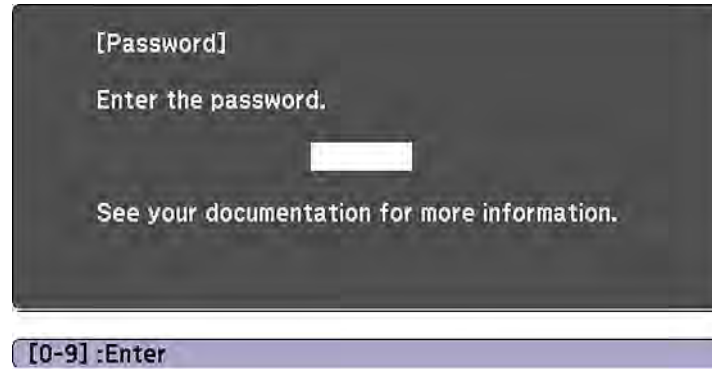 [Password]
Enter the password.
See your documentation for more information.
[0-9] :Enter